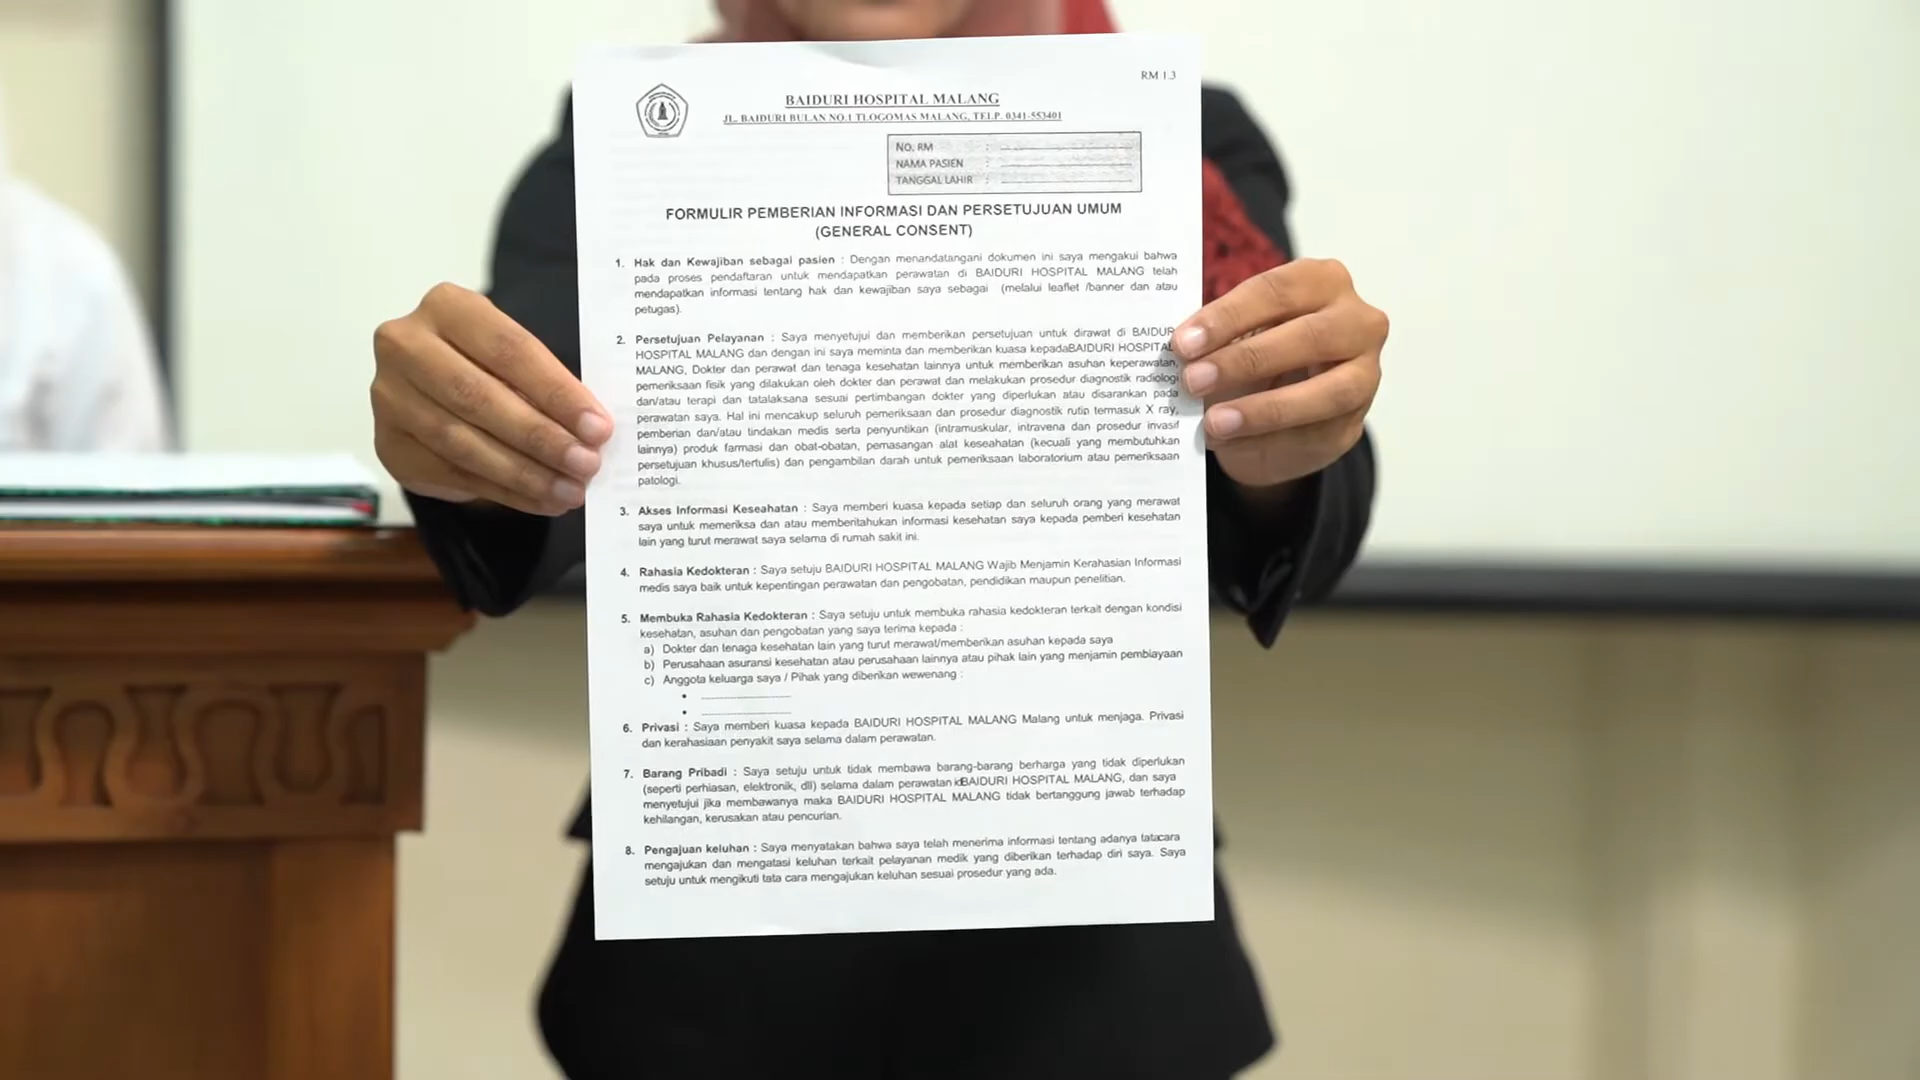 RM 1.3
BAIDURI HOSPITAL MALANG
JL. BAIDURI BULAN NO.1 TLOGOMAS MALANG, TELP. 0341-553401
NO. RM :
NAMA PASIEN :
TANGGAL LAHIR :
FORMULIR PEMBERIAN INFORMASI DAN PERSETUJUAN UMUM
(GENERAL CONSENT)
1. Hak dan Kewajiban sebagai pasien : Dengan menandatangani dokumen ini saya mengakui bahwa
pada proses pendaftaran untuk mendapatkan perawatan di BAIDURI HOSPITAL MALANG telah
mendapatkan informasi tentang hak dan kewajiban saya sebagai (melalui leaflet /banner dan atau
petugas).
2. Persetujuan Pelayanan : Saya menyetujui dan memberikan persetujuan untuk dirawat di BAIDUR
HOSPITAL MALANG dan dengan ini saya meminta dan memberikan kuasa kepadaBAIDURI HOSPITAL
MALANG, Dokter dan perawat dan tenaga kesehatan lainnya untuk memberikan asuhan keperawatan,
pemeriksaan fisik yang dilakukan oleh dokter dan perawat dan melakukan prosedur diagnostik radiologi
dan/atau terapi dan tatalaksana sesuai pertimbangan dokter yang diperlukan atau disarankan pada
perawatan saya. Hal ini mencakup seluruh pemeriksaan dan prosedur diagnostik rutin termasuk X ray,
pemberian dan/atau tindakan medis serta penyuntikan (intramuskular, intravena dan prosedur invasif
lainnya) produk farmasi dan obat-obatan, pemasangan alat keseahatan (kecuali yang membutuhkan
persetujuan khusus/tertulis) dan pengambilan darah untuk pemeriksaan laboratorium atau pemeriksaan
patologi.
3. Akses Informasi Keseahatan : Saya memberi kuasa kepada setiap dan seluruh orang yang merawat
saya untuk memeriksa dan atau memberitahukan informasi kesehatan saya kepada pemberi kesehatan
lain yang turut merawat saya selama di rumah sakit ini.
4. Rahasia Kedokteran : Saya setuju BAIDURI HOSPITAL MALANG Wajib Menjamin Kerahasian Informasi
medis saya baik untuk kepentingan perawatan dan pengobatan, pendidikan maupun penelitian.
5. Membuka Rahasia Kedokteran : Saya setuju untuk membuka rahasia kedokteran terkait dengan kondisi
kesehatan, asuhan dan pengobatan yang saya terima kepada :
a) Dokter dan tenaga kesehatan lain yang turut merawat/memberikan asuhan kepada saya
b) Perusahaan asuransi kesehatan atau perusahaan lainnya atau pihak lain yang menjamin pembiayaan
c) Anggota keluarga saya / Pihak yang diberikan wewenang :
6. Privasi : Saya memberi kuasa kepada BAIDURI HOSPITAL MALANG Malang untuk menjaga. Privasi
dan kerahasiaan penyakit saya selama dalam perawatan.
7. Barang Pribadi : Saya setuju untuk tidak membawa barang-barang berharga yang tidak diperlukan
(seperti perhiasan, elektronik, dll) selama dalam perawatan BAIDURI HOSPITAL MALANG, dan saya
menyetujui jika membawanya maka BAIDURI HOSPITAL MALANG tidak bertanggung jawab terhadap
kehilangan, kerusakan atau pencurian.
8. Pengajuan keluhan : Saya menyatakan bahwa saya telah menerima informasi tentang adanya tatacara
mengajukan dan mengatasi keluhan terkait pelayanan medik yang diberikan terhadap diri saya. Saya
setuju untuk mengikuti tata cara mengajukan keluhan sesuai prosedur yang ada.